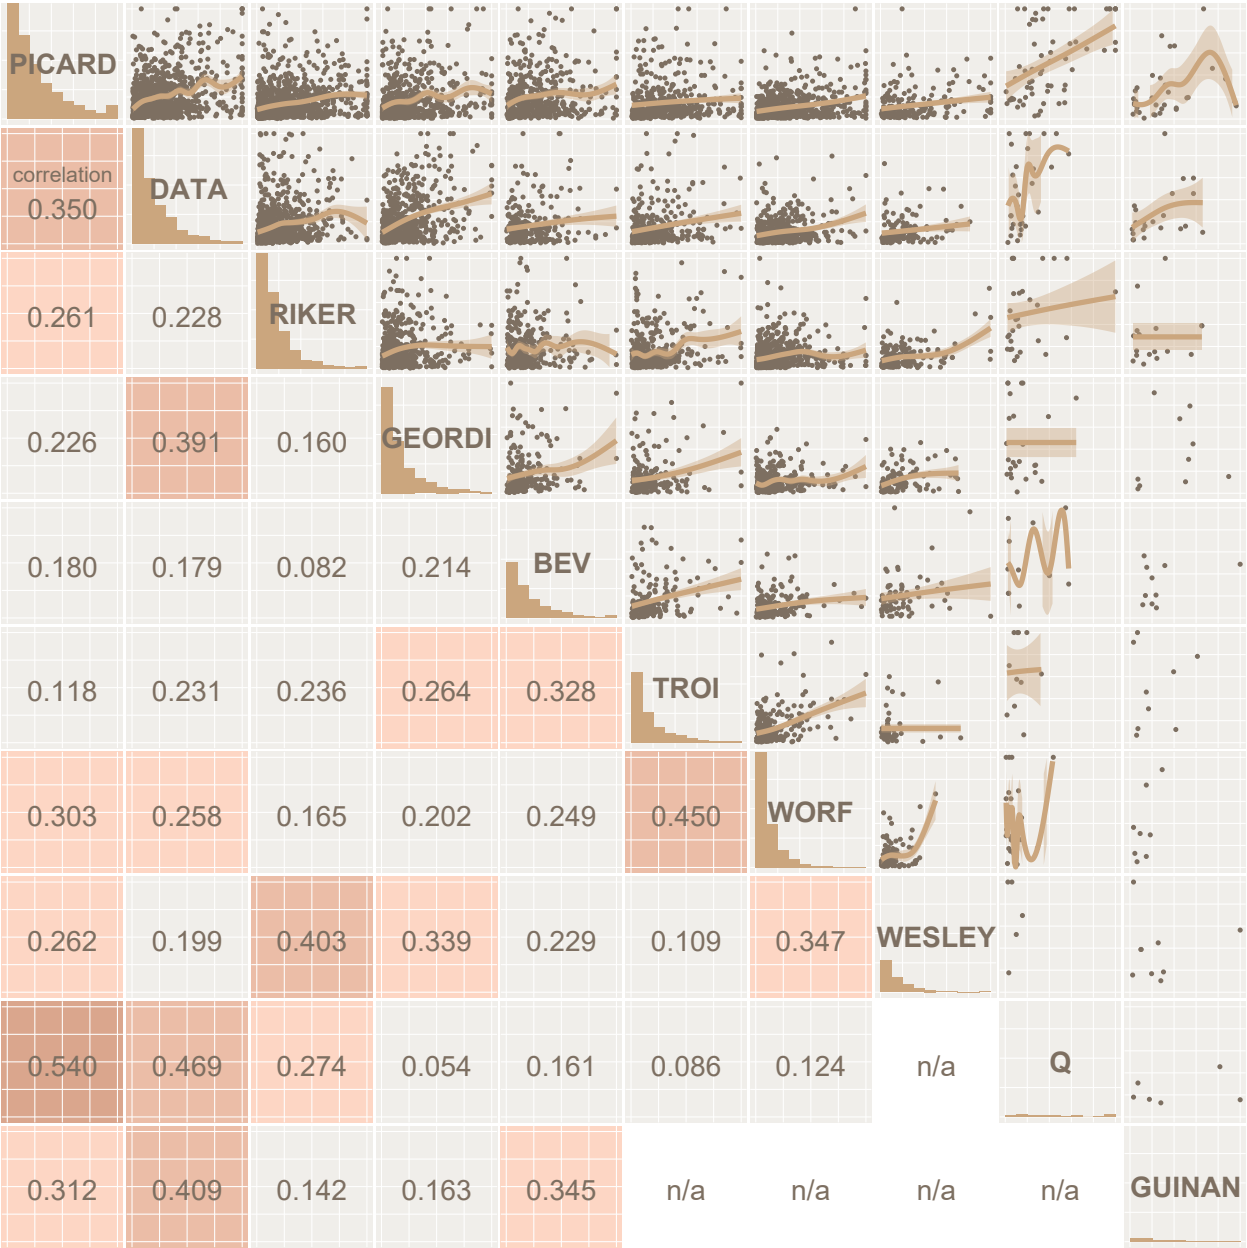 PICARD
correlation
0.350 DATA
0.261 0.228 RIKER
0.226 0.391 0.160 GEORDI
0.180 0.179 0.082 0.214 BEV
0.118 0.231 0.236 0.264 0.328 TROI
0.303 0.258 0.165 0.202 0.249 0.450 WORF
0.262 0.199 0.403 0.339 0.229 0.109 0.347 WESLEY
0.540 0.469 0.274 0.054 0.161 0.086 0.124 n/a Q
0.312 0.409 0.142 0.163 0.345 n/a n/a n/a n/a GUINAN